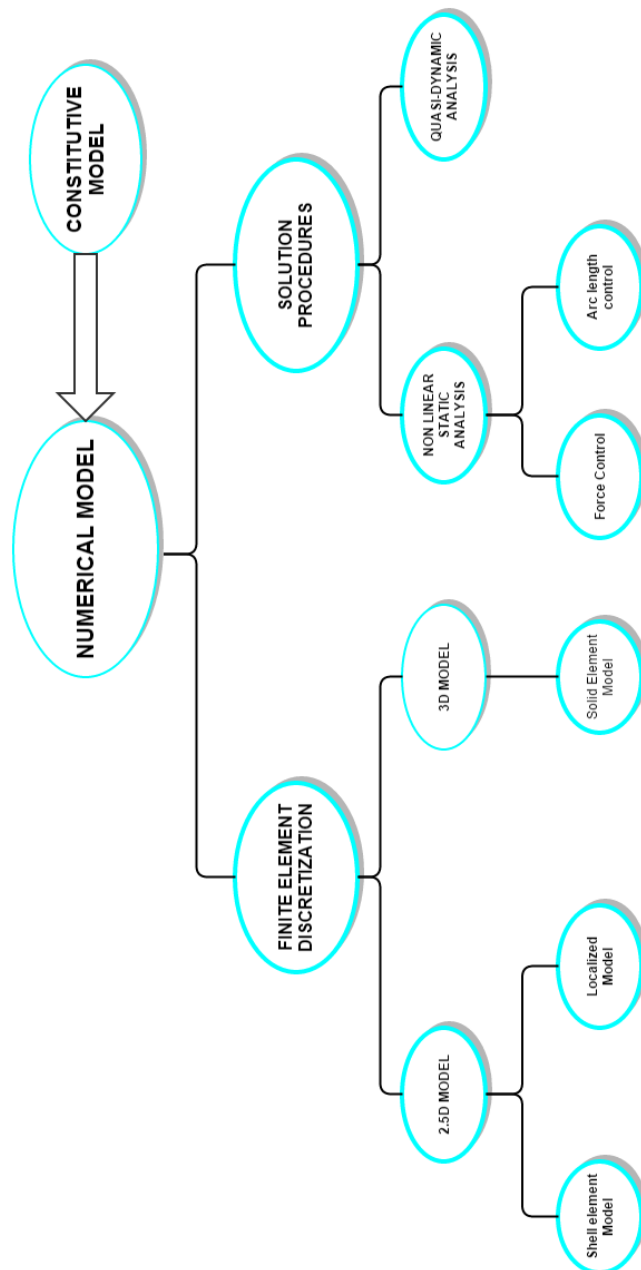 CONSTITUTIVE
MODEL
NUMERICAL MODEL
FINITE ELEMENT
DISCRETIZATION
SOLUTION
PROCEDURES
2.5D MODEL
3D MODEL
NON LINEAR
STATIC
ANALYSIS
QUASI-DYNAMIC
ANALYSIS
Shell element
Model
Localized
Model
Solid Element
Model
Force Control
Arc length
control